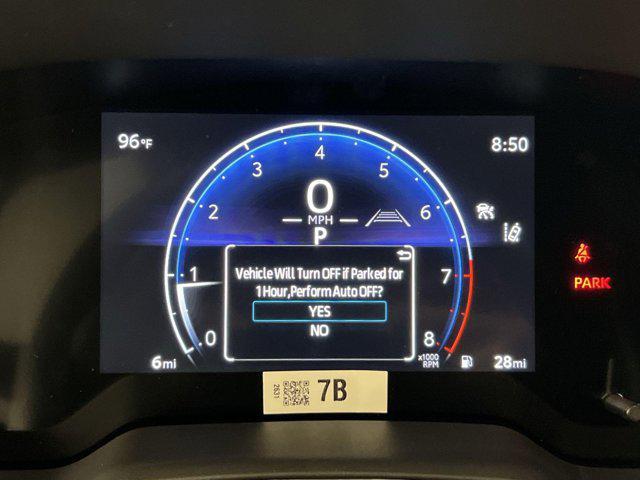 96°F
8:50
4
3
5
0
2
MPH
6
P
Vehicle Will Turn OFF if Parked for
1
7
PARK
1 Hour,Perform Auto OFF?
YES
NO
0
8
x1000
RPM
6mi
28mi
2631
7B